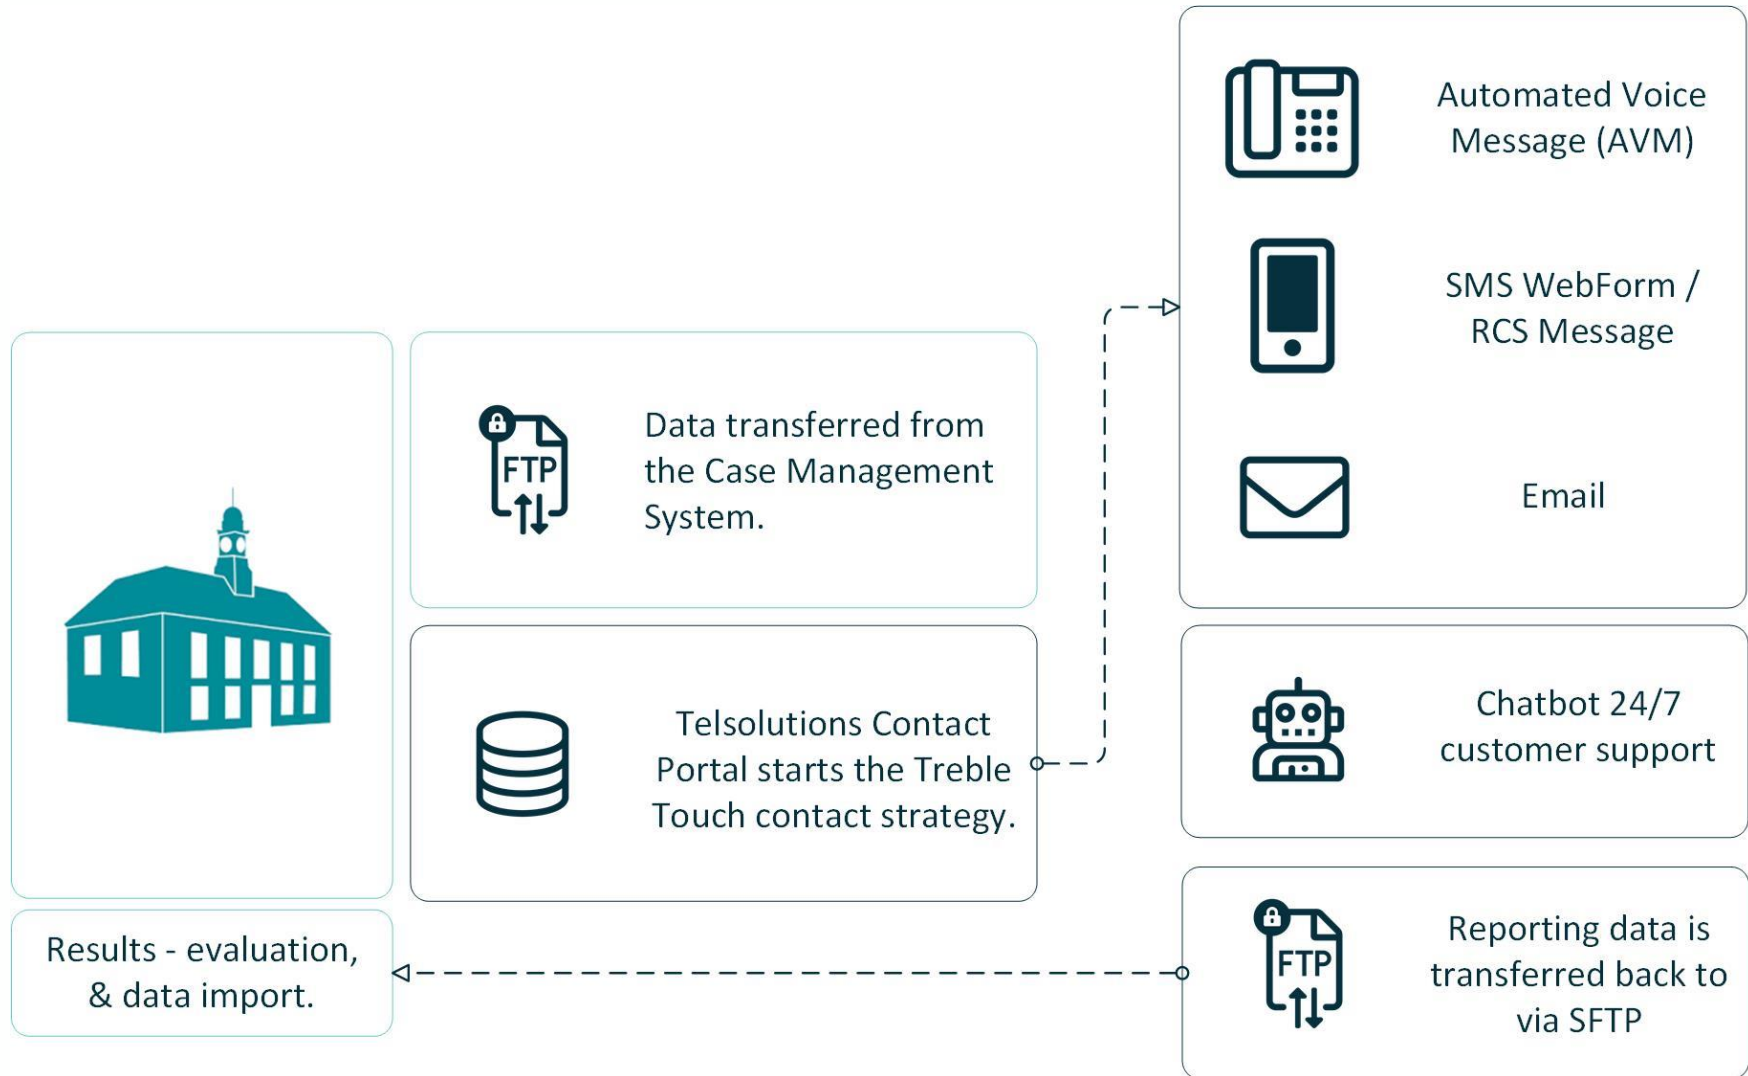 Automated Voice
Message (AVM)
SMS WebForm /
RCS Message
Email
FTP
Data transferred from
the Case Management
System.
Telsolutions Contact
Portal starts the Treble
Touch contact strategy.
Chatbot 24/7
customer support
Results - evaluation,
& data import.
FTP
Reporting data is
transferred back to
via SFTP